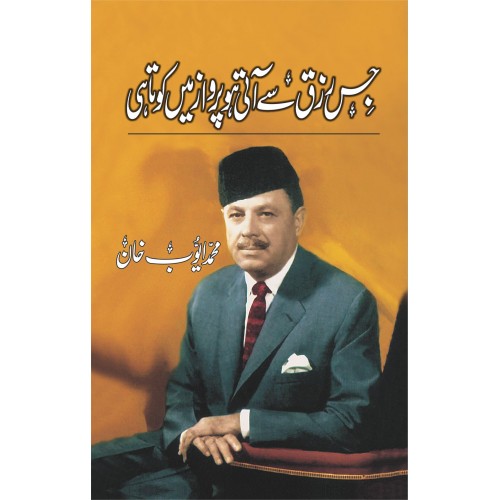 جس رزق سے آتی ہو پرواز میں کوتاہی
محمد ایوب خان